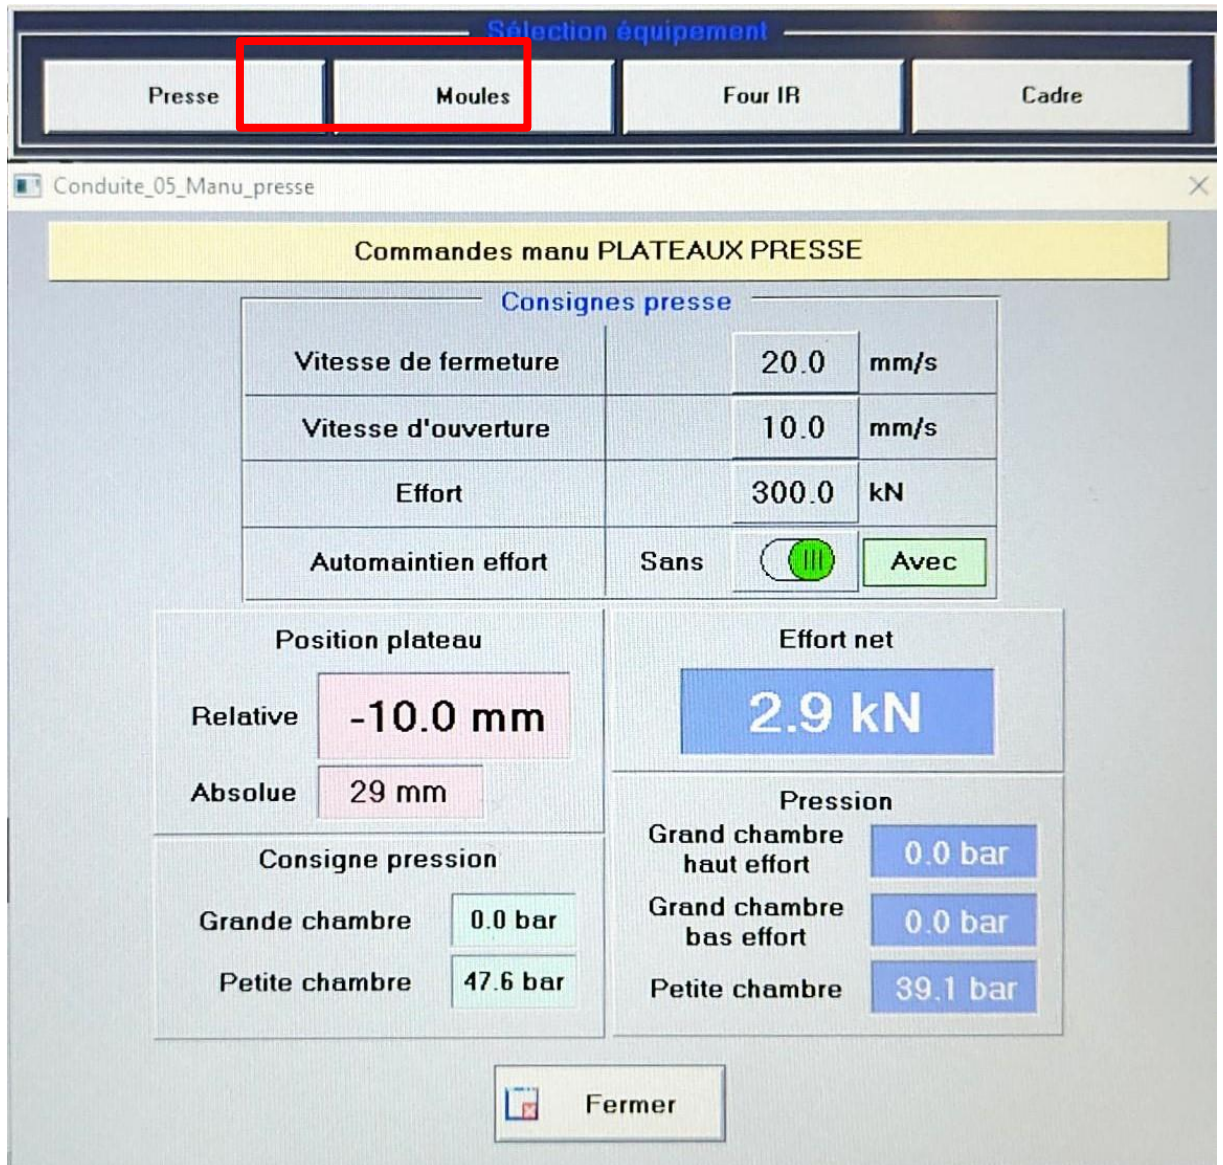 Sélection équipement
Presse Moules Four IR Cadre
Conduite_05_Manu_presse
Commandes manu PLATEAUX PRESSE
Consignes presse
Vitesse de fermeture 20.0 mm/s
Vitesse d'ouverture 10.0 mm/s
Effort 300.0 kN
Automaintien effort Sans Avec
Position plateau
Relative -10.0 mm
Absolue 29 mm
Effort net
2.9 kN
Consigne pression
Grande chambre 0.0 bar
Petite chambre 47.6 bar
Pression
Grand chambre
haut effort 0.0 bar
Grand chambre
bas effort 0.0 bar
Petite chambre 39.1 bar
Fermer